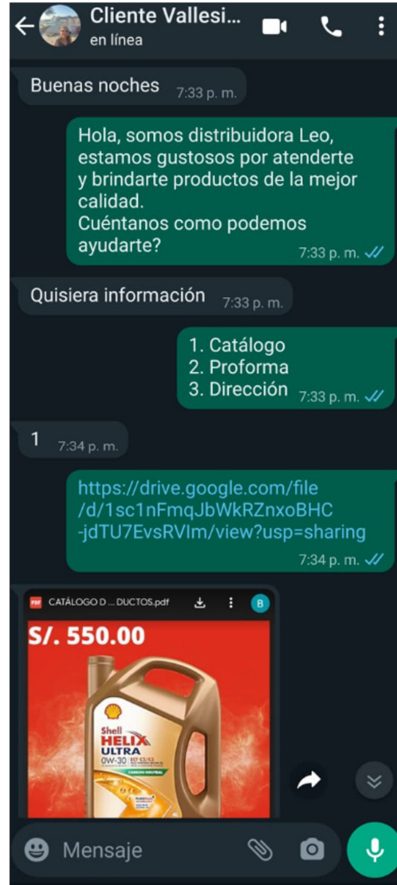 Cliente Vallesi...
en línea
Buenas noches 7:33 p. m.
Hola, somos distribuidora Leo,
estamos gustosos por atenderte
y brindarte productos de la mejor
calidad.
Cuéntanos como podemos
ayudarte?
7:33 p. m.
Quisiera información 7:33 p. m.
1. Catálogo
2. Proforma
3. Dirección 7:33 p. m.
1 7:34 p. m.
https://drive.google.com/file
/d/1sc1nFmqJbWkRZnxoBHC
-jdTU7EvsRVIm/view?usp=sharing
7:34 p. m.
PDF CATÁLOGO D ... DUCTOS.pdf B
S/. 550.00
Shell
HELIX
ULTRA
0W-30
Mensaje